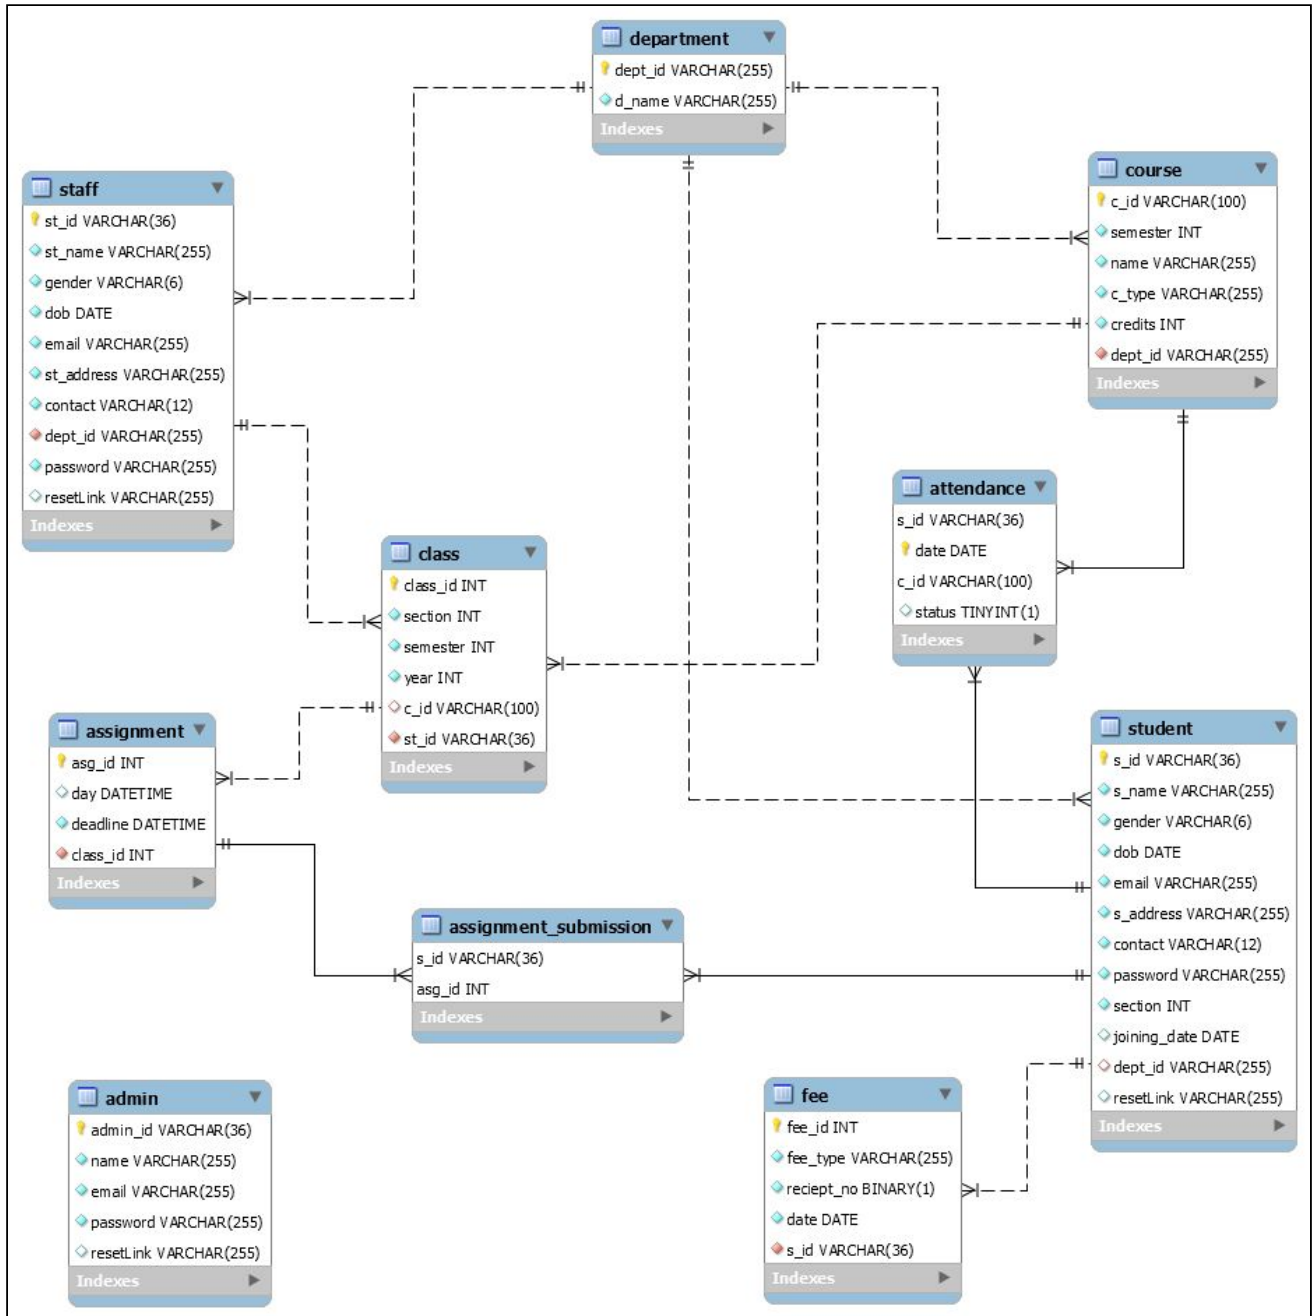 department
dept_id VARCHAR(255)
d_name VARCHAR(255)
Indexes
staff
st_id VARCHAR(36)
st_name VARCHAR(255)
gender VARCHAR(6)
dob DATE
email VARCHAR(255)
st_address VARCHAR(255)
contact VARCHAR(12)
dept_id VARCHAR(255)
password VARCHAR(255)
resetLink VARCHAR(255)
Indexes
course
c_id VARCHAR(100)
semester INT
name VARCHAR(255)
c_type VARCHAR(255)
credits INT
dept_id VARCHAR(255)
Indexes
attendance
s_id VARCHAR(36)
date DATE
c_id VARCHAR(100)
status TINYINT(1)
Indexes
class
class_id INT
section INT
semester INT
year INT
c_id VARCHAR(100)
st_id VARCHAR(36)
Indexes
assignment
asg_id INT
day DATETIME
deadline DATETIME
class_id INT
Indexes
student
s_id VARCHAR(36)
s_name VARCHAR(255)
gender VARCHAR(6)
dob DATE
email VARCHAR(255)
s_address VARCHAR(255)
contact VARCHAR(12)
password VARCHAR(255)
section INT
joining_date DATE
dept_id VARCHAR(255)
resetLink VARCHAR(255)
Indexes
assignment_submission
s_id VARCHAR(36)
asg_id INT
Indexes
admin
admin_id VARCHAR(36)
name VARCHAR(255)
email VARCHAR(255)
password VARCHAR(255)
resetLink VARCHAR(255)
Indexes
fee
fee_id INT
fee_type VARCHAR(255)
reciept_no BINARY(1)
date DATE
s_id VARCHAR(36)
Indexes